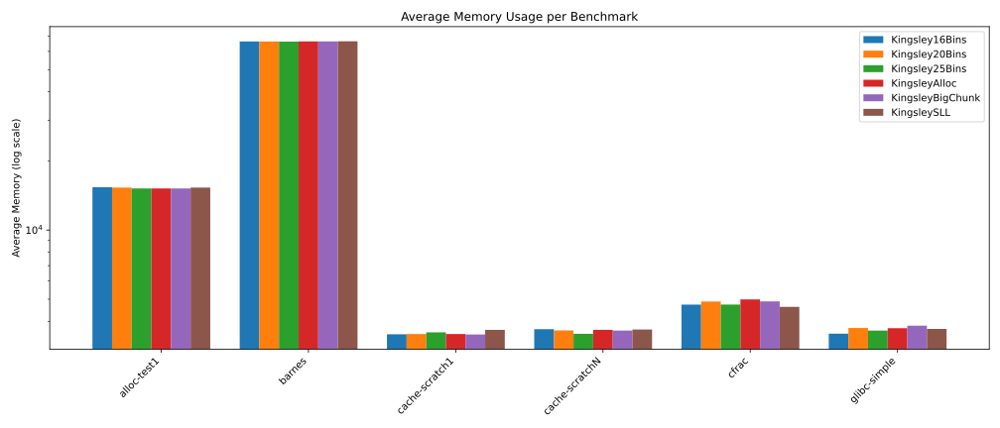 Average Memory Usage per Benchmark
Average Memory (log scale)
10⁴
Kingsley16Bins
Kingsley20Bins
Kingsley25Bins
KingsleyAlloc
KingsleyBigChunk
KingsleySLL
alloc-test1
barnes
cache-scratch1
cache-scratchN
cfrac
glibc-simple